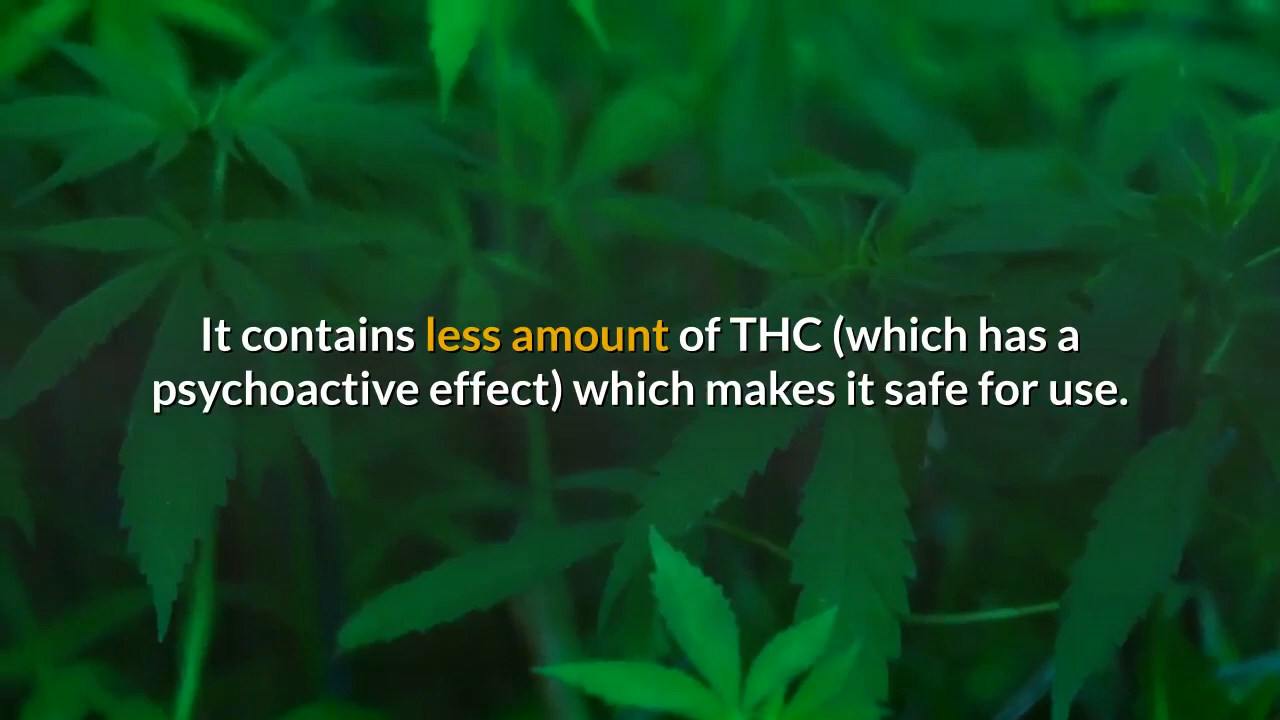 It contains less amount of THC (which has a
psychoactive effect) which makes it safe for use.